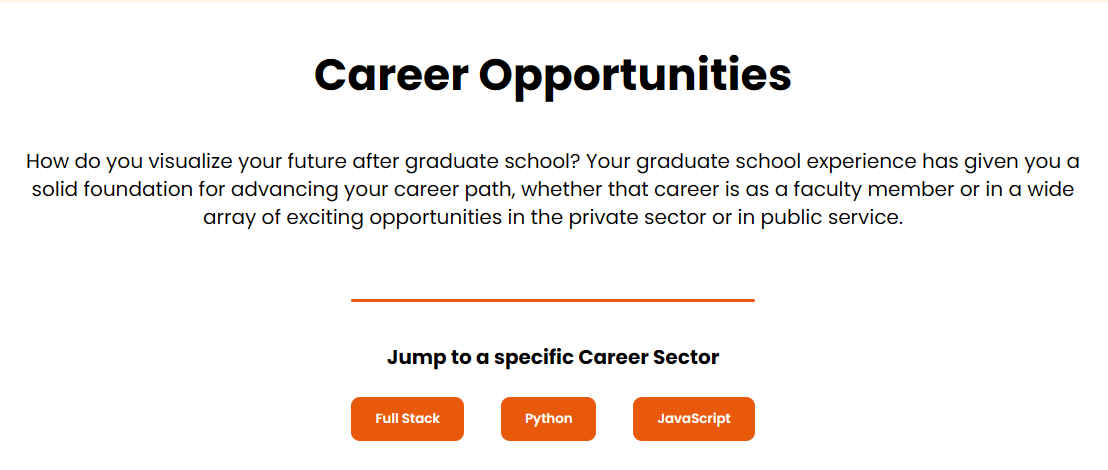 Career Opportunities
How do you visualize your future after graduate school? Your graduate school experience has given you a
solid foundation for advancing your career path, whether that career is as a faculty member or in a wide
array of exciting opportunities in the private sector or in public service.
Jump to a specific Career Sector
Full Stack
Python
JavaScript